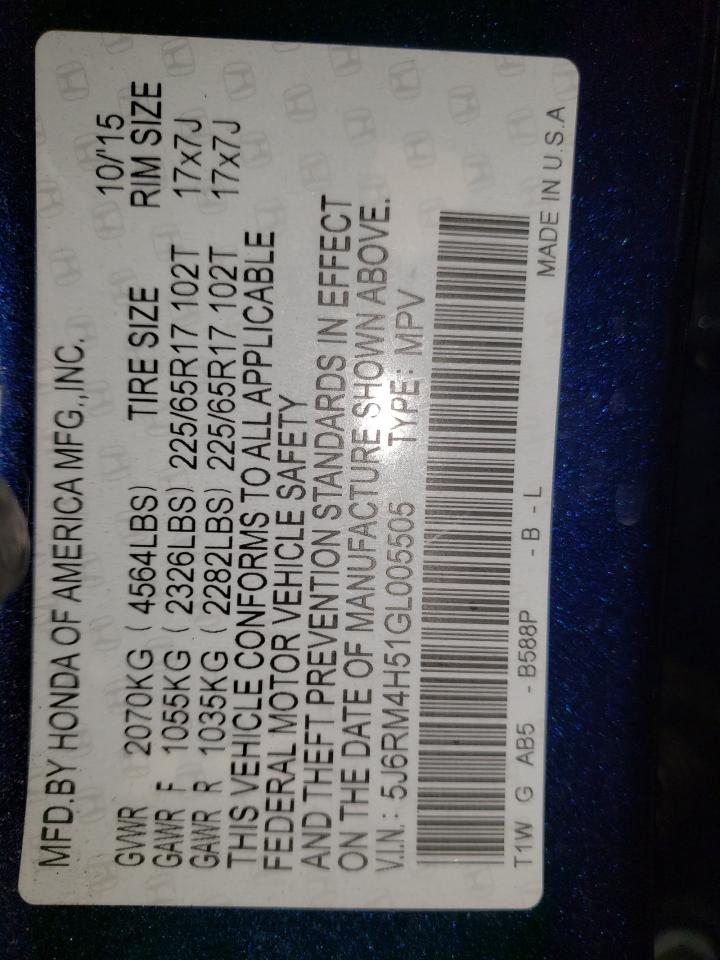 MFD.BY HONDA OF AMERICA MFG.,INC. 10/'15
GVWR 2070KG ( 4564LBS) TIRE SIZE RIM SIZE
GAWR F 1055KG ( 2326LBS) 225/65R17 102T 17x7J
GAWR R 1035KG ( 2282LBS) 225/65R17 102T 17x7J
THIS VEHICLE CONFORMS TO ALL APPLICABLE
FEDERAL MOTOR VEHICLE SAFETY
AND THEFT PREVENTION STANDARDS IN EFFECT
ON THE DATE OF MANUFACTURE SHOWN ABOVE.
V.I.N.: 5J6RM4H51GL005505 TYPE: MPV
T1W G AB5 - B588P - B - L MADE IN U.S.A